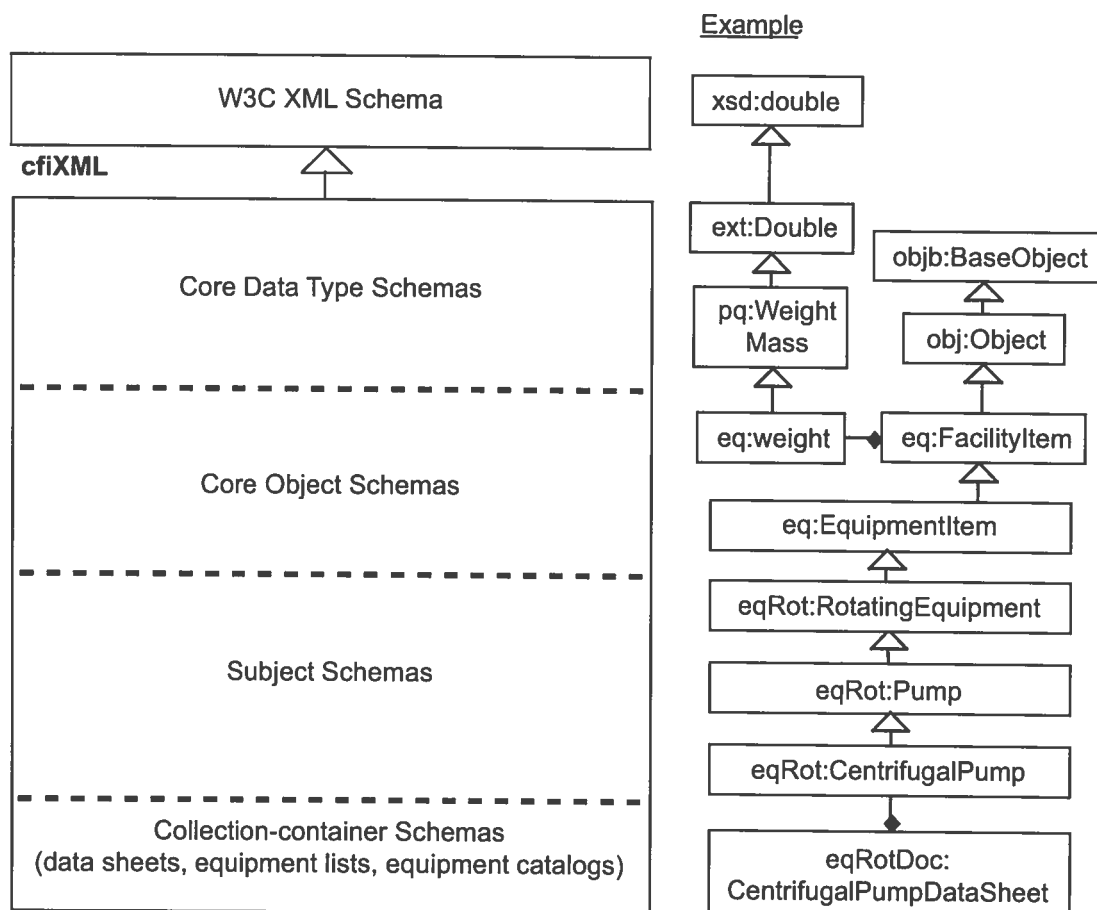 Example
W3C XML Schema
cfiXML
Core Data Type Schemas
Core Object Schemas
Subject Schemas
Collection-container Schemas
(data sheets, equipment lists, equipment catalogs)
xsd:double
ext:Double
pq:Weight
Mass
eq:weight
objb:BaseObject
obj:Object
eq:FacilityItem
eq:EquipmentItem
eqRot:RotatingEquipment
eqRot:Pump
eqRot:CentrifugalPump
eqRotDoc:
CentrifugalPumpDataSheet